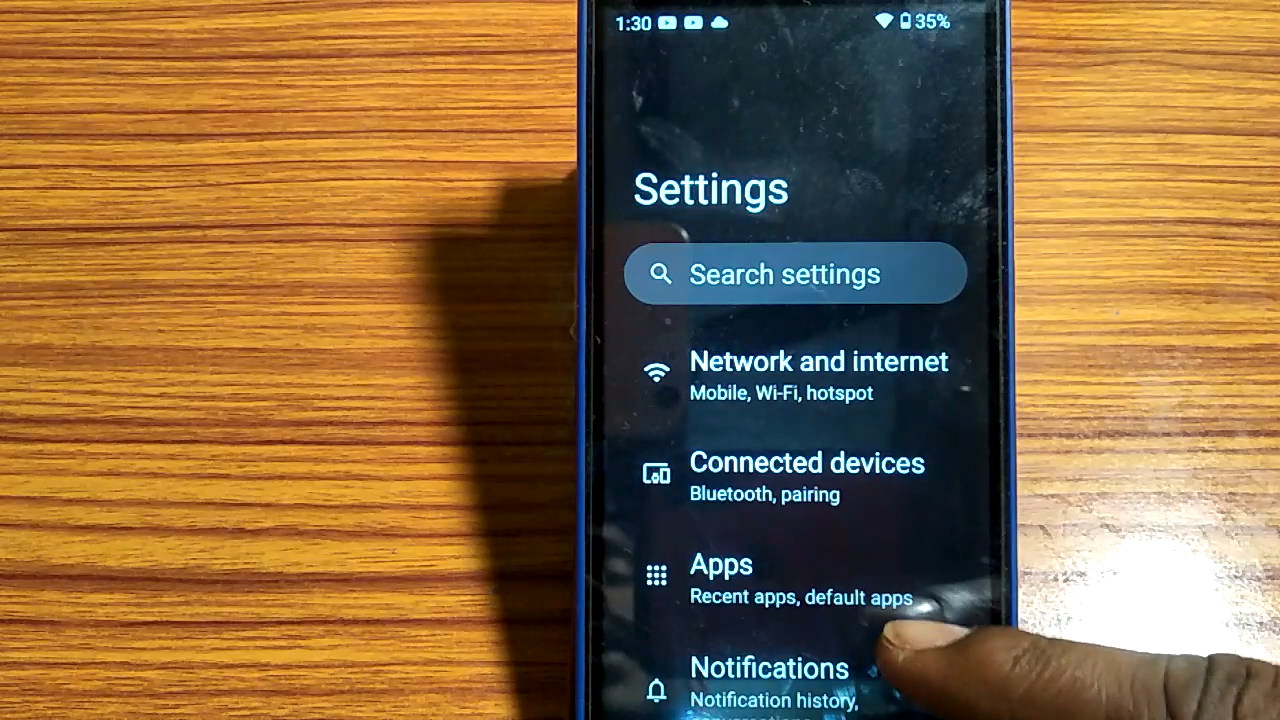 1:30 35%
Settings
Search settings
Network and internet
Mobile, Wi-Fi, hotspot
Connected devices
Bluetooth, pairing
Apps
Recent apps, default apps
Notifications
Notification history,